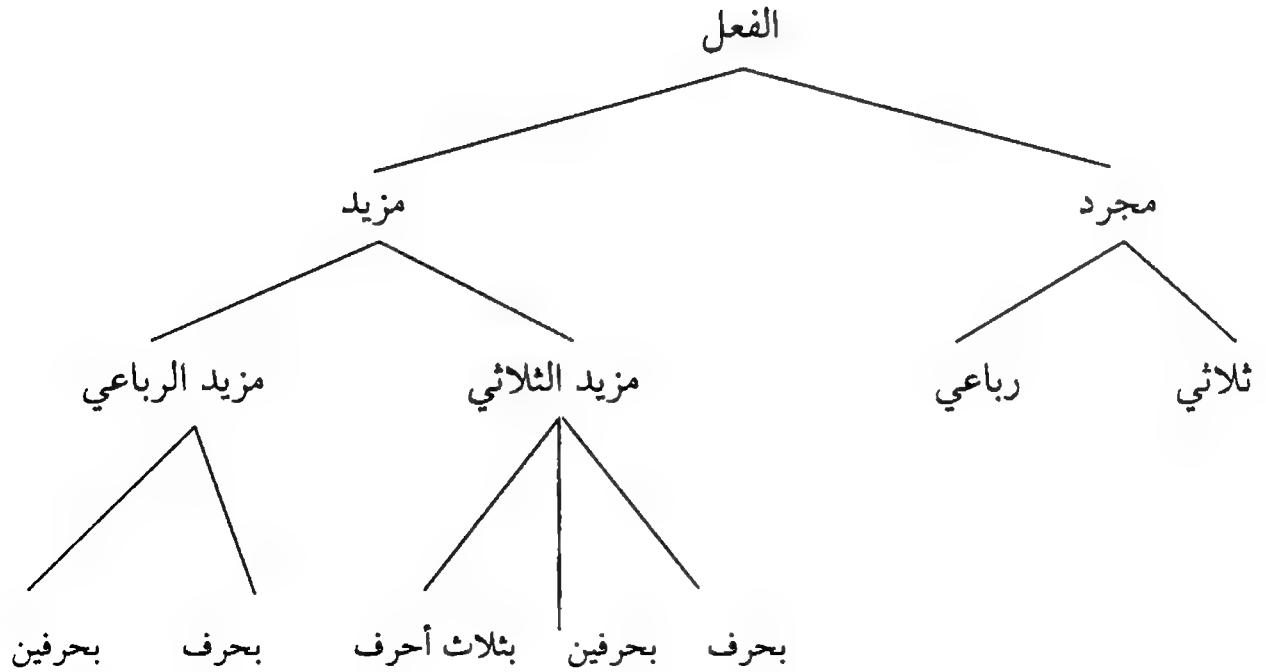 الفعل
مجرد مزيد
ثلاثي رباعي مزيد الثلاثي مزيد الرباعي
بحرف بحرفين بثلاث أحرف بحرف بحرفين